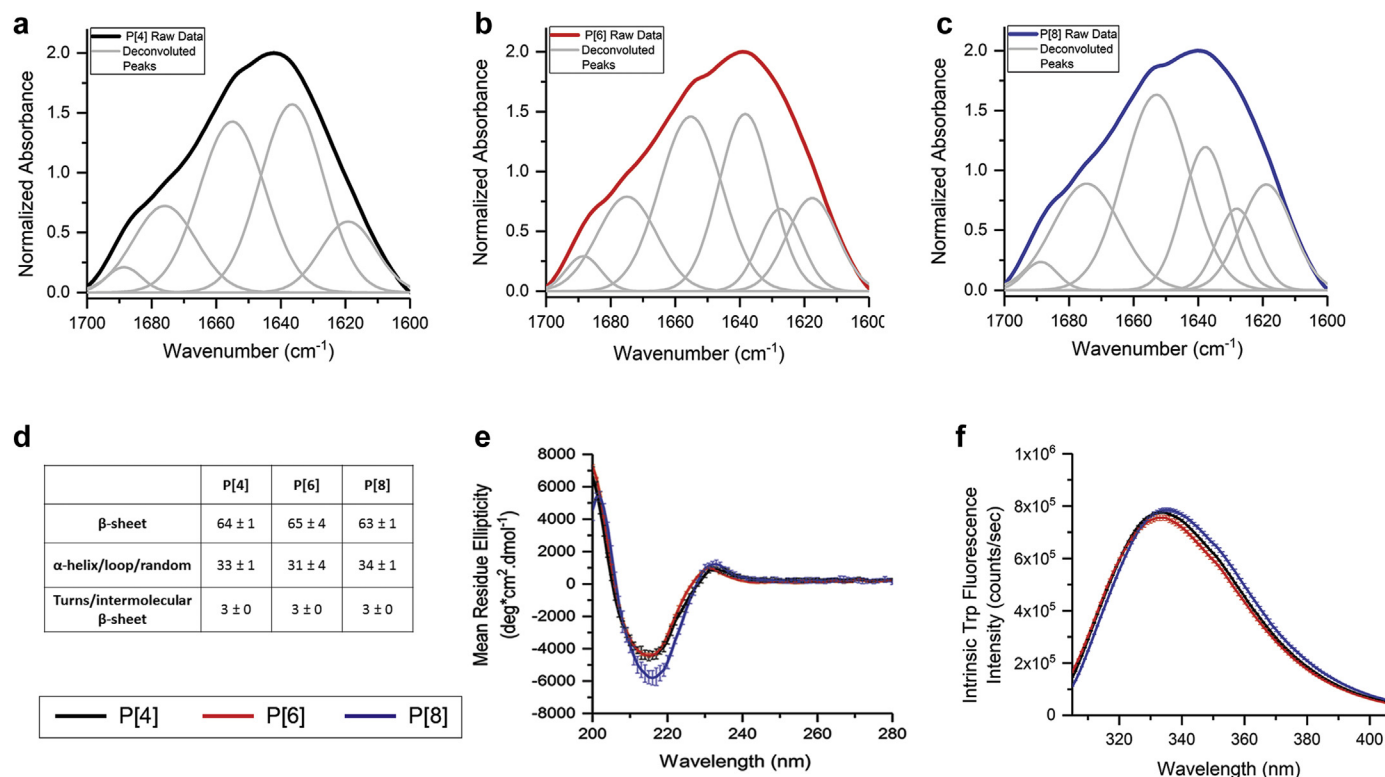 a
P[4] Raw Data
Deconvoluted
Peaks
Normalized Absorbance
2.0
1.5
1.0
0.5
0.0
1700 1680 1660 1640 1620 1600
Wavenumber (cm⁻¹)
b
P[6] Raw Data
Deconvoluted
Peaks
Normalized Absorbance
2.0
1.5
1.0
0.5
0.0
1700 1680 1660 1640 1620 1600
Wavenumber (cm⁻¹)
c
P[8] Raw Data
Deconvoluted
Peaks
Normalized Absorbance
2.0
1.5
1.0
0.5
0.0
1700 1680 1660 1640 1620 1600
Wavenumber (cm⁻¹)
d
P[4] P[6] P[8]
β-sheet 64 ± 1 65 ± 4 63 ± 1
α-helix/loop/random 33 ± 1 31 ± 4 34 ± 1
Turns/intermolecular
β-sheet 3 ± 0 3 ± 0 3 ± 0
P[4] P[6] P[8]
e
Mean Residue Ellipticity
(deg*cm².dmol⁻¹)
8000
6000
4000
2000
0
-2000
-4000
-6000
-8000
200 220 240 260 280
Wavelength (nm)
f
Intrinsic Trp Fluorescence
Intensity (counts/sec)
1x10⁶
8x10⁵
6x10⁵
4x10⁵
2x10⁵
0
320 340 360 380 400
Wavelength (nm)